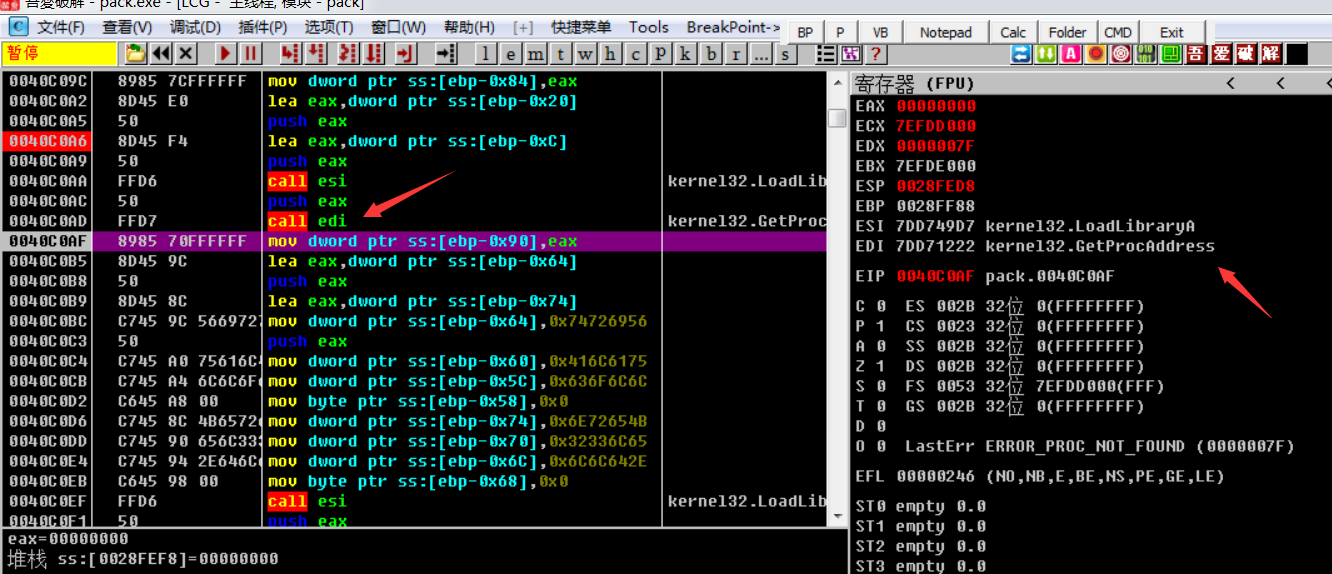 吾爱破解 - pack.exe - [LCG - 主线程, 模块 - pack]
C 文件(F) 查看(V) 调试(D) 插件(P) 选项(T) 窗口(W) 帮助(H) [+] 快捷菜单 Tools BreakPoint-> BP P VB Notepad Calc Folder CMD Exit
暂停 l e m t w h c p k b r ... s ? A 吾 爱 破 解
0040C09C 8985 7CFFFFFF mov dword ptr ss:[ebp-0x84],eax
0040C0A2 8D45 E0 lea eax,dword ptr ss:[ebp-0x20]
0040C0A5 50 push eax
0040C0A6 8D45 F4 lea eax,dword ptr ss:[ebp-0xC]
0040C0A9 50 push eax
0040C0AA FFD6 call esi kernel32.LoadLib
0040C0AC 50 push eax
0040C0AD FFD7 call edi kernel32.GetProc
0040C0AF 8985 70FFFFFF mov dword ptr ss:[ebp-0x90],eax
0040C0B5 8D45 9C lea eax,dword ptr ss:[ebp-0x64]
0040C0B8 50 push eax
0040C0B9 8D45 8C lea eax,dword ptr ss:[ebp-0x74]
0040C0BC C745 9C 5669727 mov dword ptr ss:[ebp-0x64],0x74726956
0040C0C3 50 push eax
0040C0C4 C745 A0 75616C4 mov dword ptr ss:[ebp-0x60],0x416C6175
0040C0CB C745 A4 6C6C6F6 mov dword ptr ss:[ebp-0x5C],0x636F6C6C
0040C0D2 C645 A8 00 mov byte ptr ss:[ebp-0x58],0x0
0040C0D6 C745 8C 4B65726 mov dword ptr ss:[ebp-0x74],0x6E72654B
0040C0DD C745 90 656C333 mov dword ptr ss:[ebp-0x70],0x32336C65
0040C0E4 C745 94 2E646C6 mov dword ptr ss:[ebp-0x6C],0x6C6C642E
0040C0EB C645 98 00 mov byte ptr ss:[ebp-0x68],0x0
0040C0EF FFD6 call esi kernel32.LoadLib
0040C0F1 50 push eax
eax=00000000
堆栈 ss:[0028FEF8]=00000000
寄存器 (FPU) < < <
EAX 00000000
ECX 7EFDD000
EDX 0000007F
EBX 7EFDE000
ESP 0028FED8
EBP 0028FF88
ESI 7DD749D7 kernel32.LoadLibraryA
EDI 7DD71222 kernel32.GetProcAddress
EIP 0040C0AF pack.0040C0AF
C 0 ES 002B 32位 0(FFFFFFFF)
P 1 CS 0023 32位 0(FFFFFFFF)
A 0 SS 002B 32位 0(FFFFFFFF)
Z 1 DS 002B 32位 0(FFFFFFFF)
S 0 FS 0053 32位 7EFDD000(FFF)
T 0 GS 002B 32位 0(FFFFFFFF)
D 0
O 0 LastErr ERROR_PROC_NOT_FOUND (0000007F)
EFL 00000246 (NO,NB,E,BE,NS,PE,GE,LE)
ST0 empty 0.0
ST1 empty 0.0
ST2 empty 0.0
ST3 empty 0.0